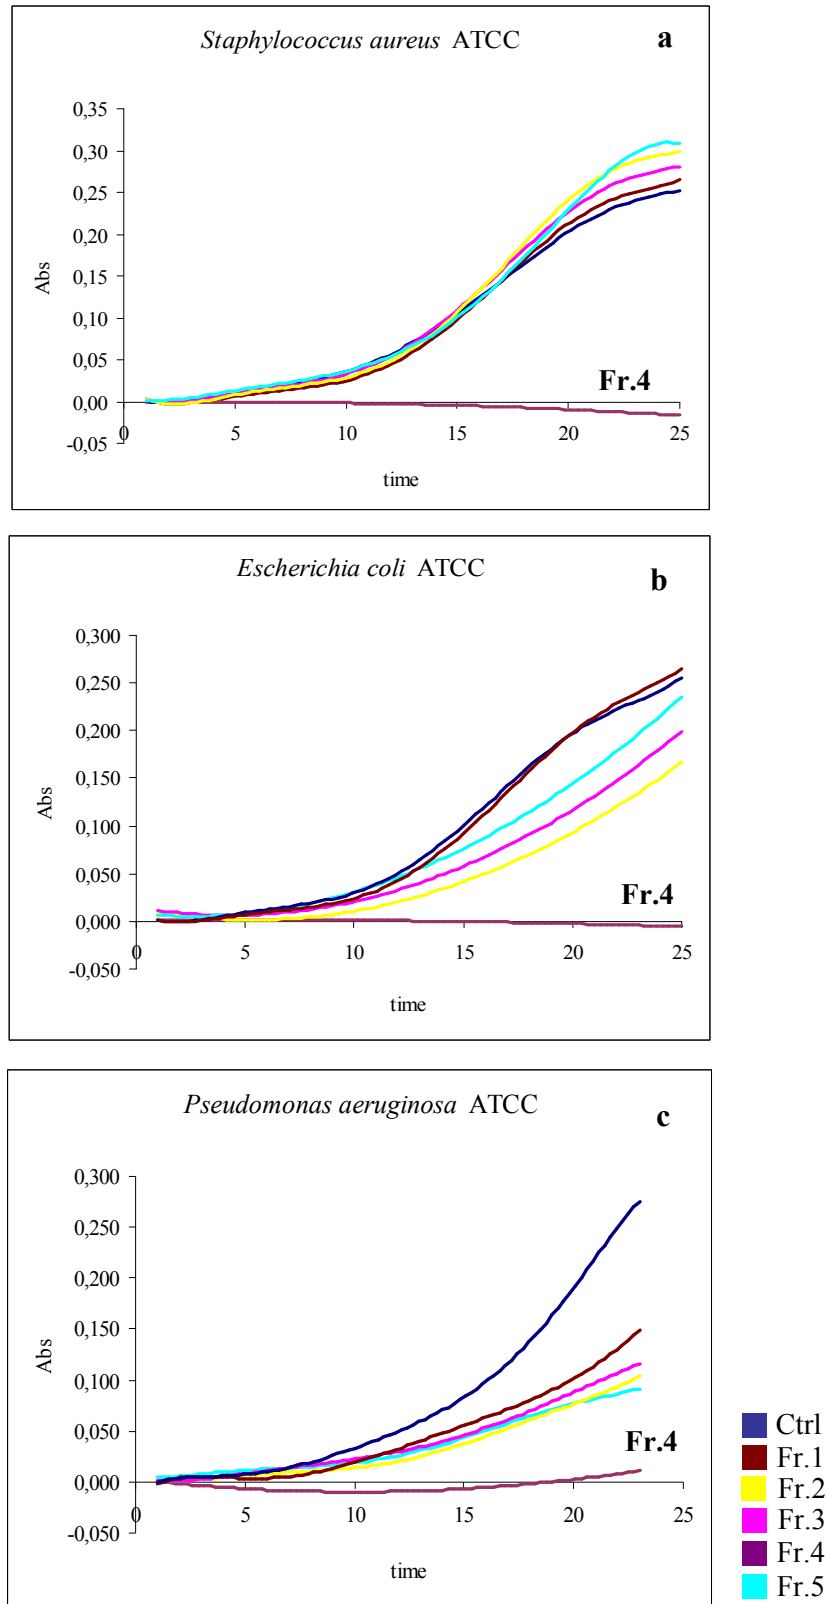 Staphylococcus aureus ATCC
a
0,35
0,30
0,25
0,20
0,15
0,10
0,05
0,00
-0,05
Abs
Fr.4
0 5 10 15 20 25
time
Escherichia coli ATCC
b
0,300
0,250
0,200
0,150
0,100
0,050
0,000
-0,050
Abs
Fr.4
0 5 10 15 20 25
time
Pseudomonas aeruginosa ATCC
c
0,300
0,250
0,200
0,150
0,100
0,050
0,000
-0,050
Abs
Fr.4
0 5 10 15 20 25
time
Ctrl
Fr.1
Fr.2
Fr.3
Fr.4
Fr.5